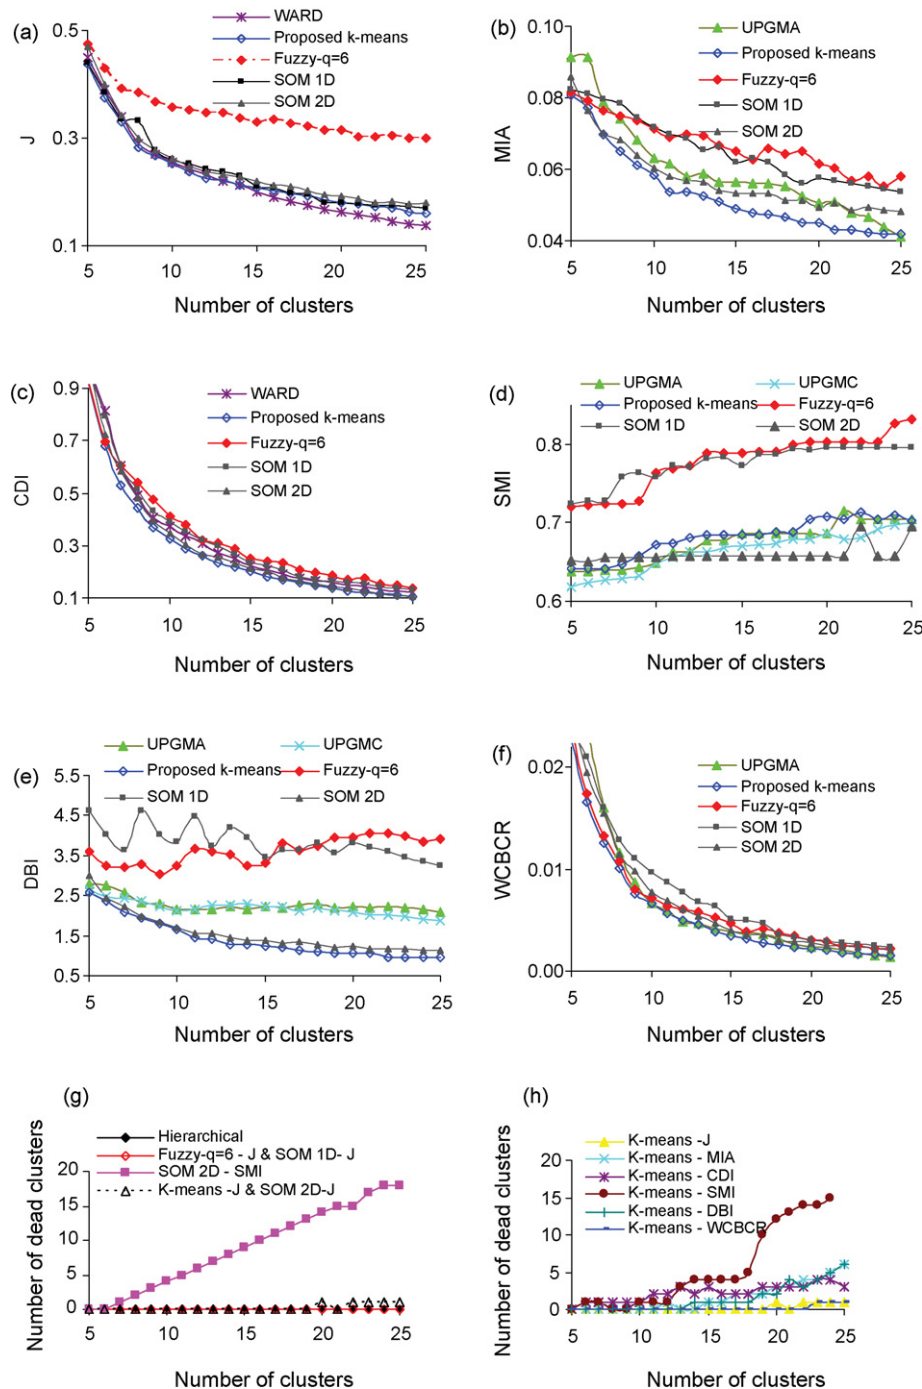 (a)
0.5
0.3
0.1
J
WARD
Proposed k-means
Fuzzy-q=6
SOM 1D
SOM 2D
5 10 15 20 25
Number of clusters
(b)
0.10
0.08
0.06
0.04
MIA
UPGMA
Proposed k-means
Fuzzy-q=6
SOM 1D
SOM 2D
5 10 15 20 25
Number of clusters
(c)
0.9
0.7
0.5
0.3
0.1
CDI
WARD
Proposed k-means
Fuzzy-q=6
SOM 1D
SOM 2D
5 10 15 20 25
Number of clusters
(d)
UPGMA UPGMC
Proposed k-means Fuzzy-q=6
SOM 1D SOM 2D
0.8
0.7
0.6
SMI
5 10 15 20 25
Number of clusters
(e)
UPGMA UPGMC
Proposed k-means Fuzzy-q=6
SOM 1D SOM 2D
5.5
4.5
3.5
2.5
1.5
0.5
DBI
5 10 15 20 25
Number of clusters
(f)
0.02
0.01
0.00
WCBCR
UPGMA
Proposed k-means
Fuzzy-q=6
SOM 1D
SOM 2D
5 10 15 20 25
Number of clusters
(g)
Hierarchical
Fuzzy-q=6 - J & SOM 1D- J
SOM 2D - SMI
K-means -J & SOM 2D-J
20
15
10
5
0
Number of dead clusters
5 10 15 20 25
Number of clusters
(h)
K-means -J
K-means - MIA
K-means - CDI
K-means - SMI
K-means - DBI
K-means - WCBCR
20
15
10
5
0
Number of dead clusters
5 10 15 20 25
Number of clusters